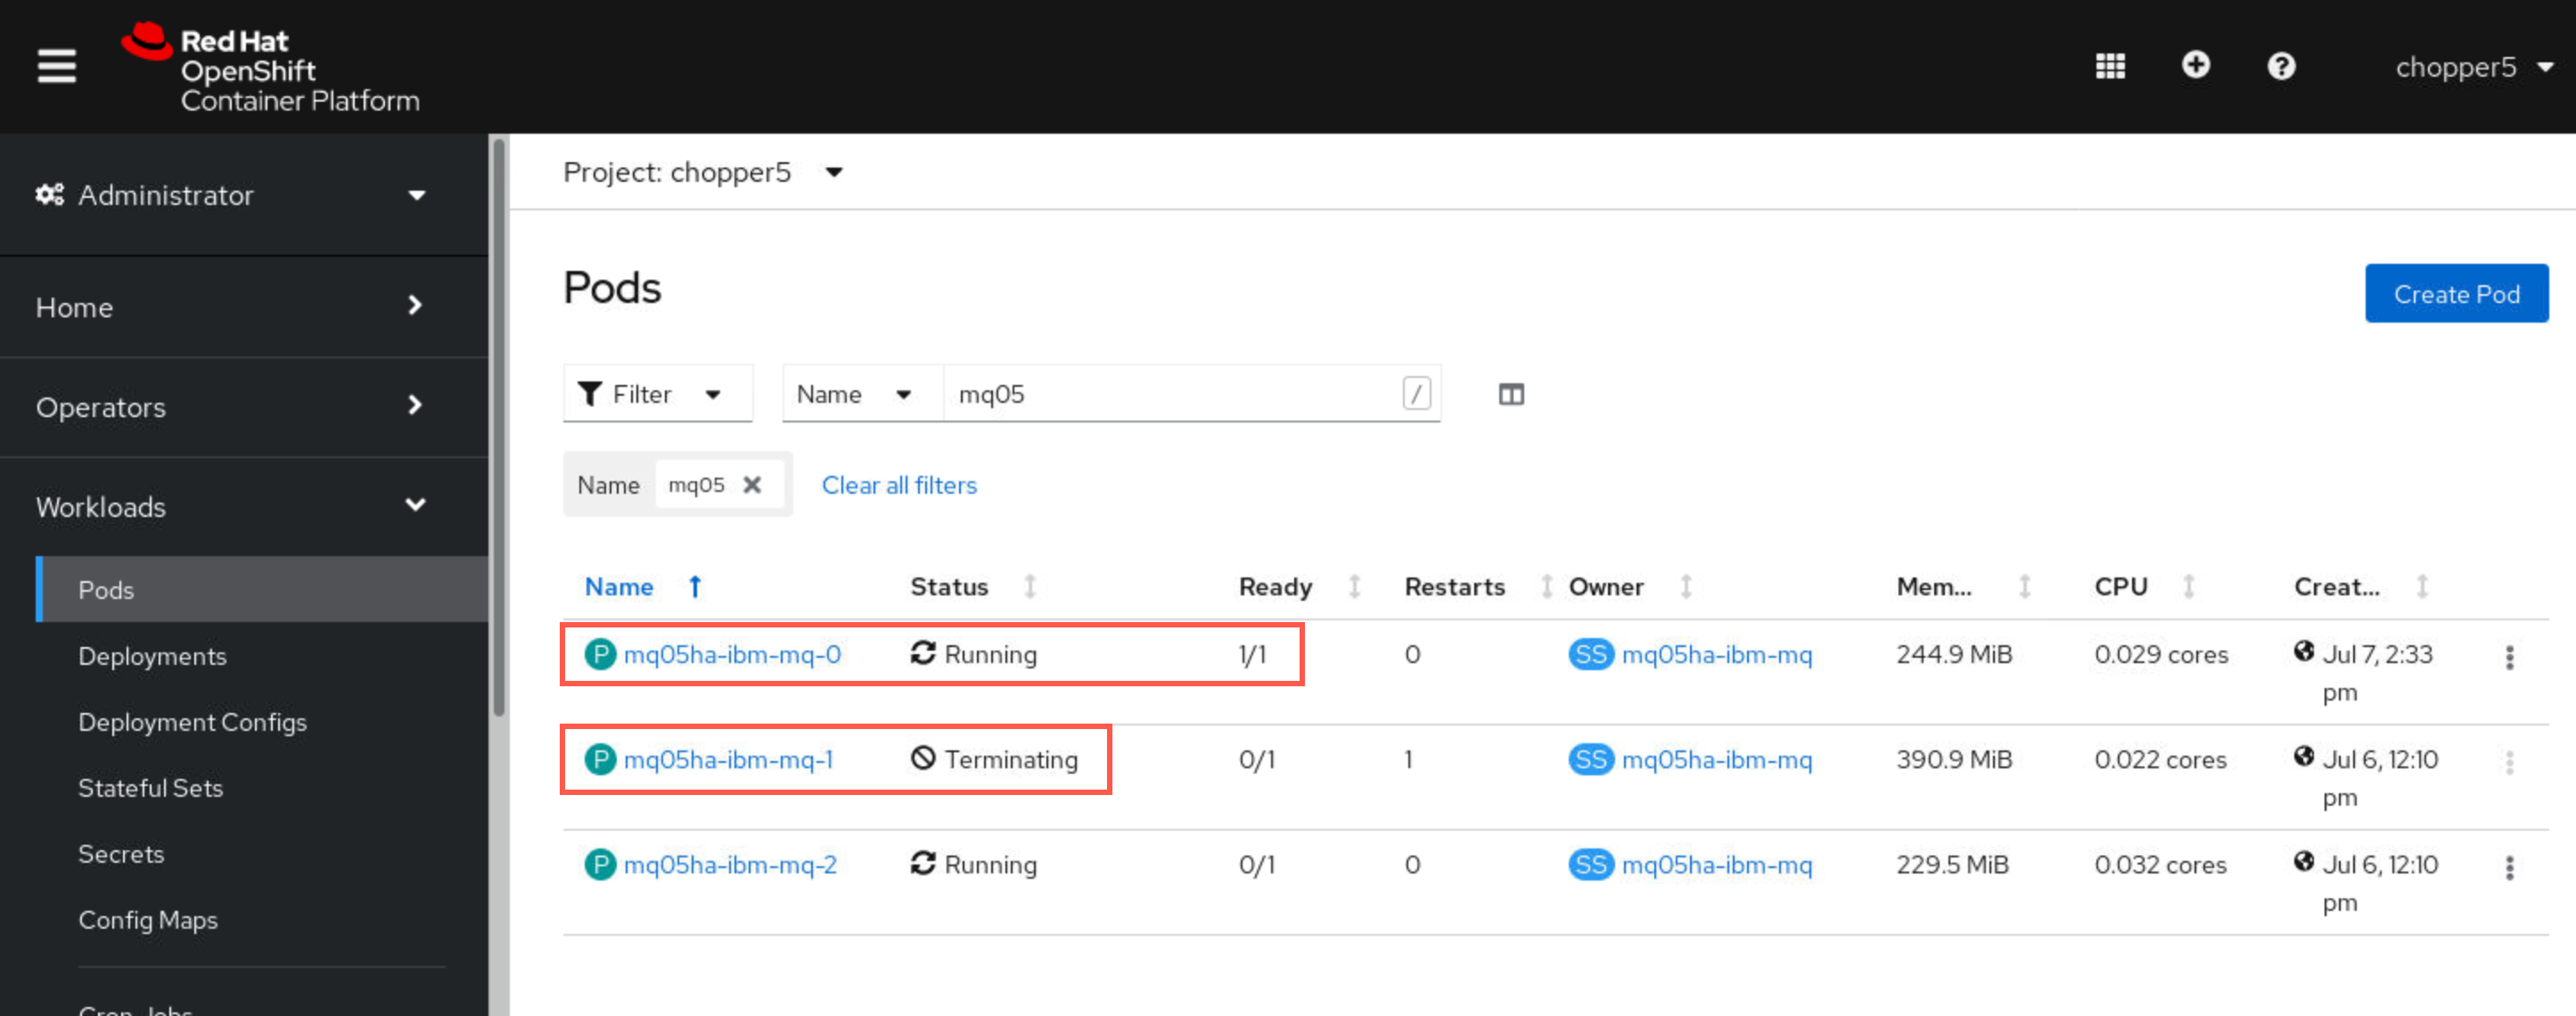 Red Hat
OpenShift
Container Platform
chopper5
Administrator
Home
Operators
Workloads
Pods
Deployments
Deployment Configs
Stateful Sets
Secrets
Config Maps
Cron Jobs
Project: chopper5
Pods
Create Pod
Filter Name mq05 /
Name mq05 Clear all filters
Name Status Ready Restarts Owner Mem... CPU Creat...
P mq05ha-ibm-mq-0 Running 1/1 0 SS mq05ha-ibm-mq 244.9 MiB 0.029 cores Jul 7, 2:33
pm
P mq05ha-ibm-mq-1 Terminating 0/1 1 SS mq05ha-ibm-mq 390.9 MiB 0.022 cores Jul 6, 12:10
pm
P mq05ha-ibm-mq-2 Running 0/1 0 SS mq05ha-ibm-mq 229.5 MiB 0.032 cores Jul 6, 12:10
pm